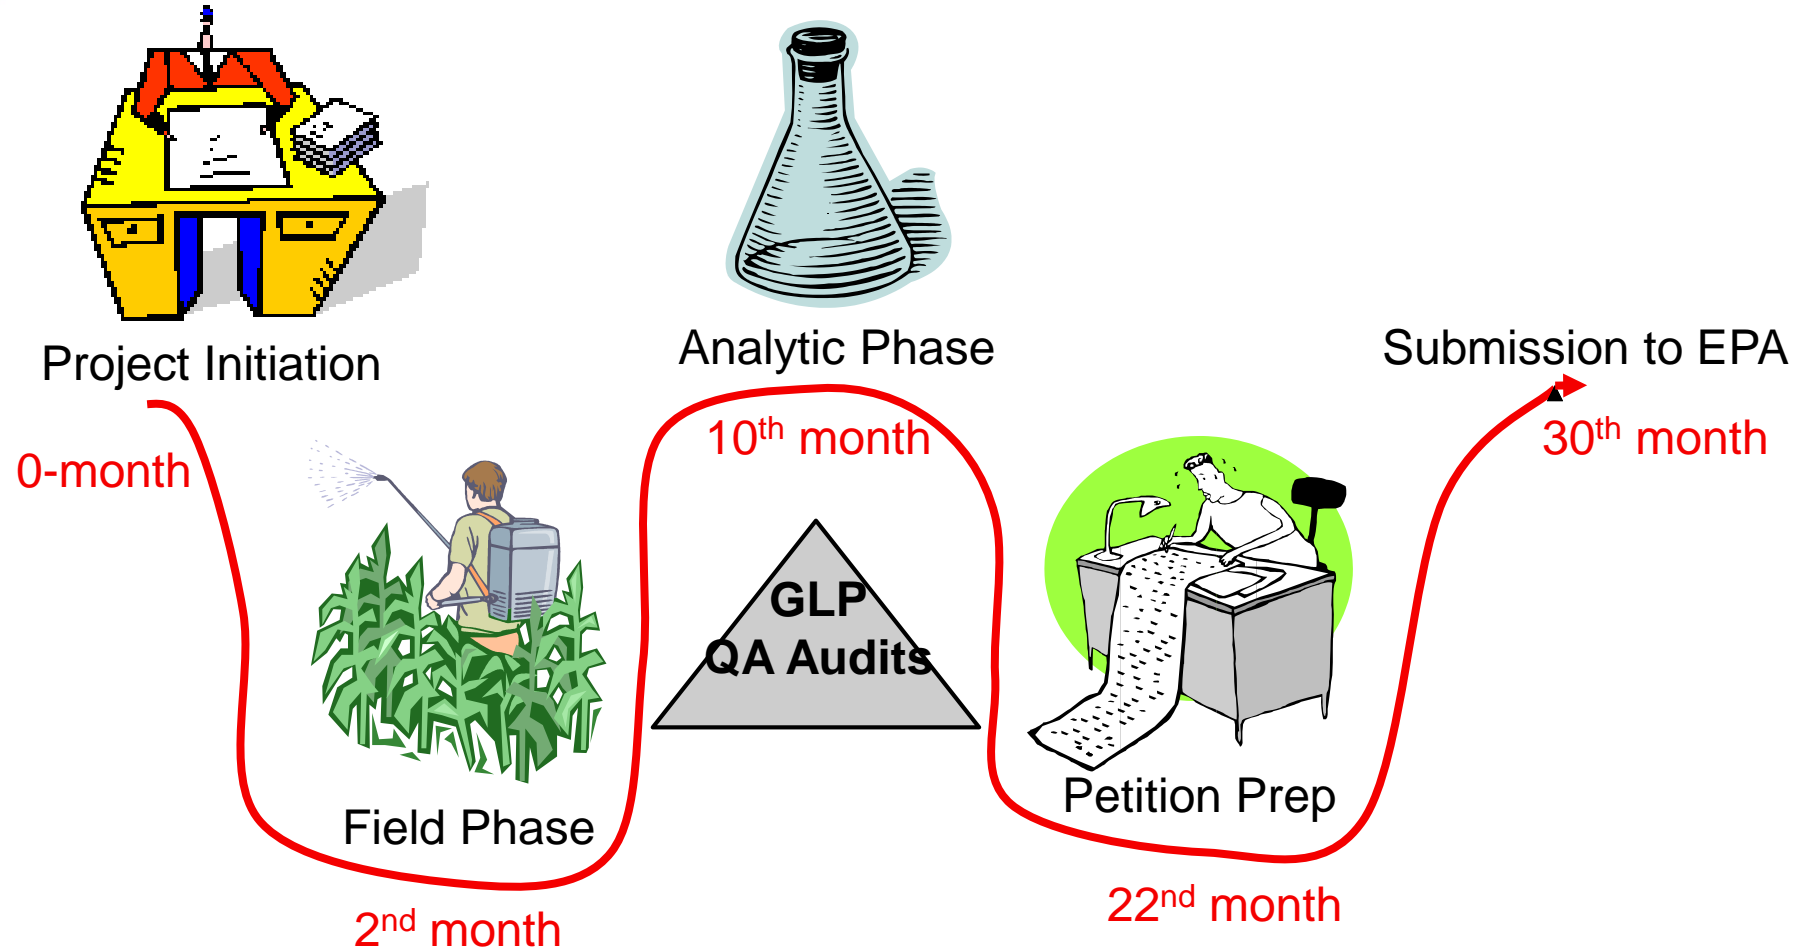 Project Initiation
0-month
Field Phase
2nd month
Analytic Phase
10th month
GLP
QA Audits
Petition Prep
22nd month
Submission to EPA
30th month